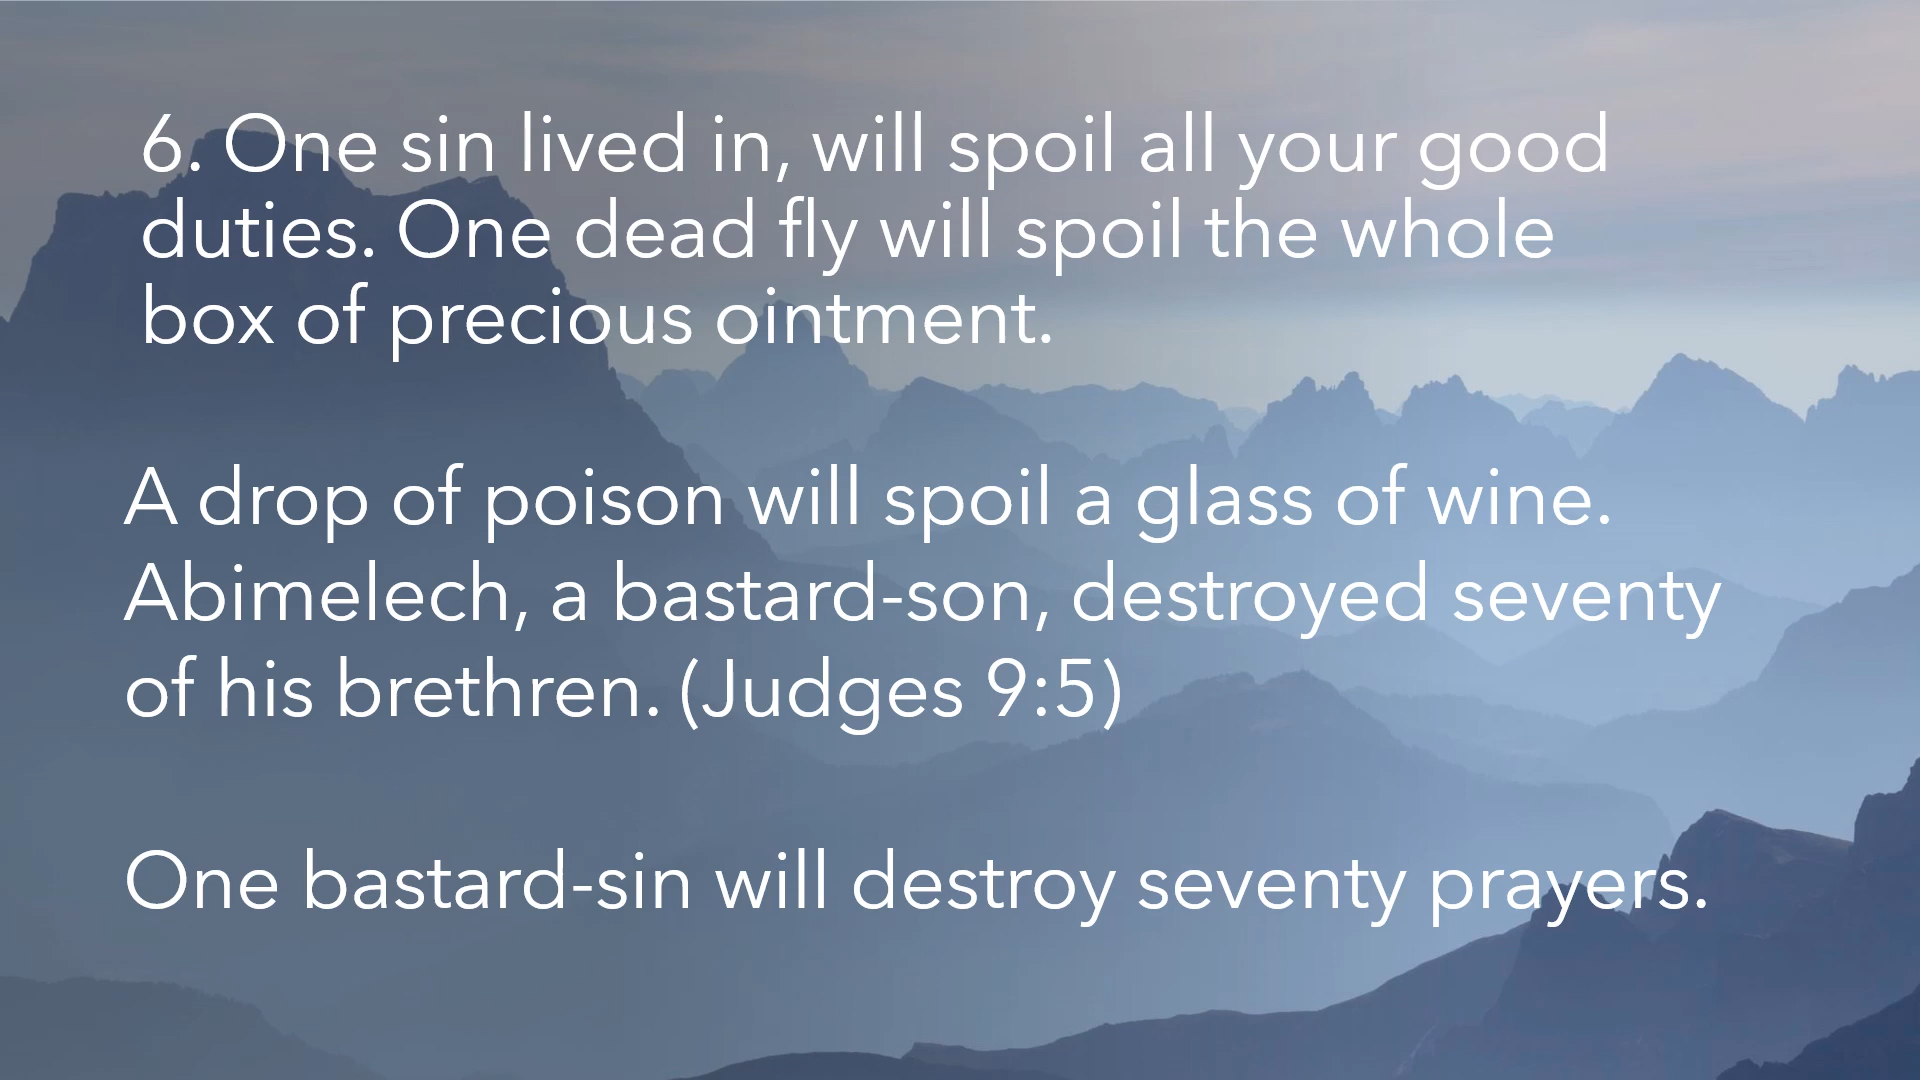 6. One sin lived in, will spoil all your good
duties. One dead fly will spoil the whole
box of precious ointment.
A drop of poison will spoil a glass of wine.
Abimelech, a bastard-son, destroyed seventy
of his brethren. (Judges 9:5)
One bastard-sin will destroy seventy prayers.